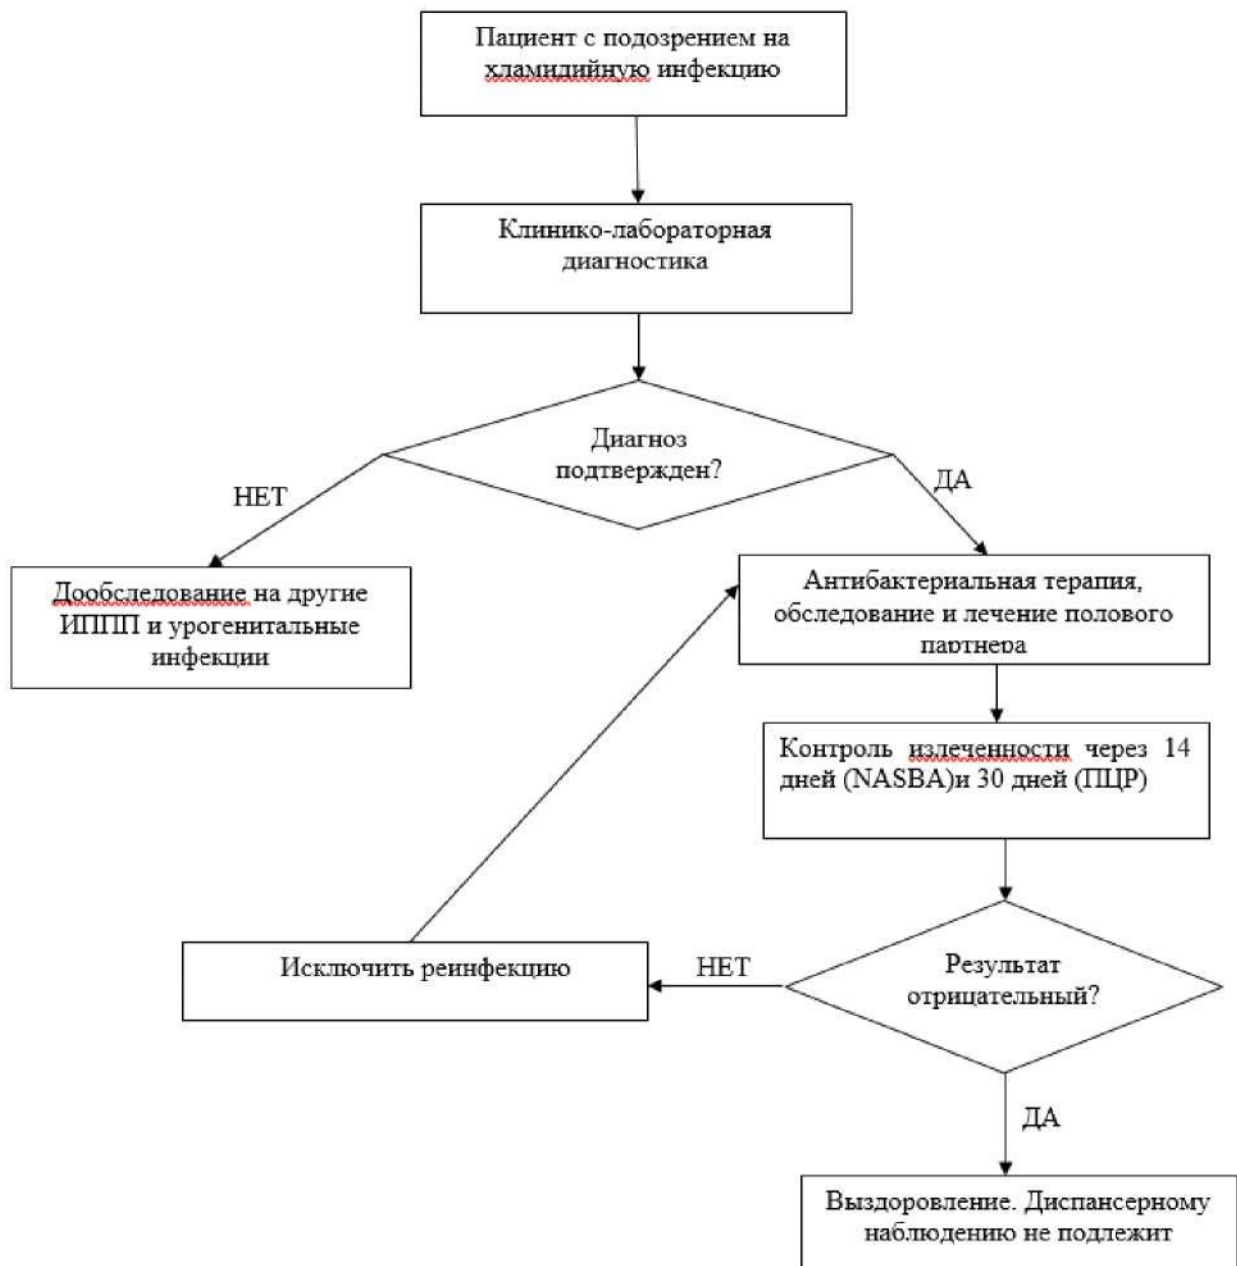 Пациент с подозрением на
хламидийную инфекцию
Клинико-лабораторная
диагностика
Диагноз
подтвержден?
НЕТ
ДА
Дообследование на другие
ИППП и урогенитальные
инфекции
Антибактериальная терапия,
обследование и лечение полового
партнера
Контроль излеченности через 14
дней (NASBA)и 30 дней (ПЦР)
Исключить реинфекцию
НЕТ
Результат
отрицательный?
ДА
Выздоровление. Диспансерному
наблюдению не подлежит